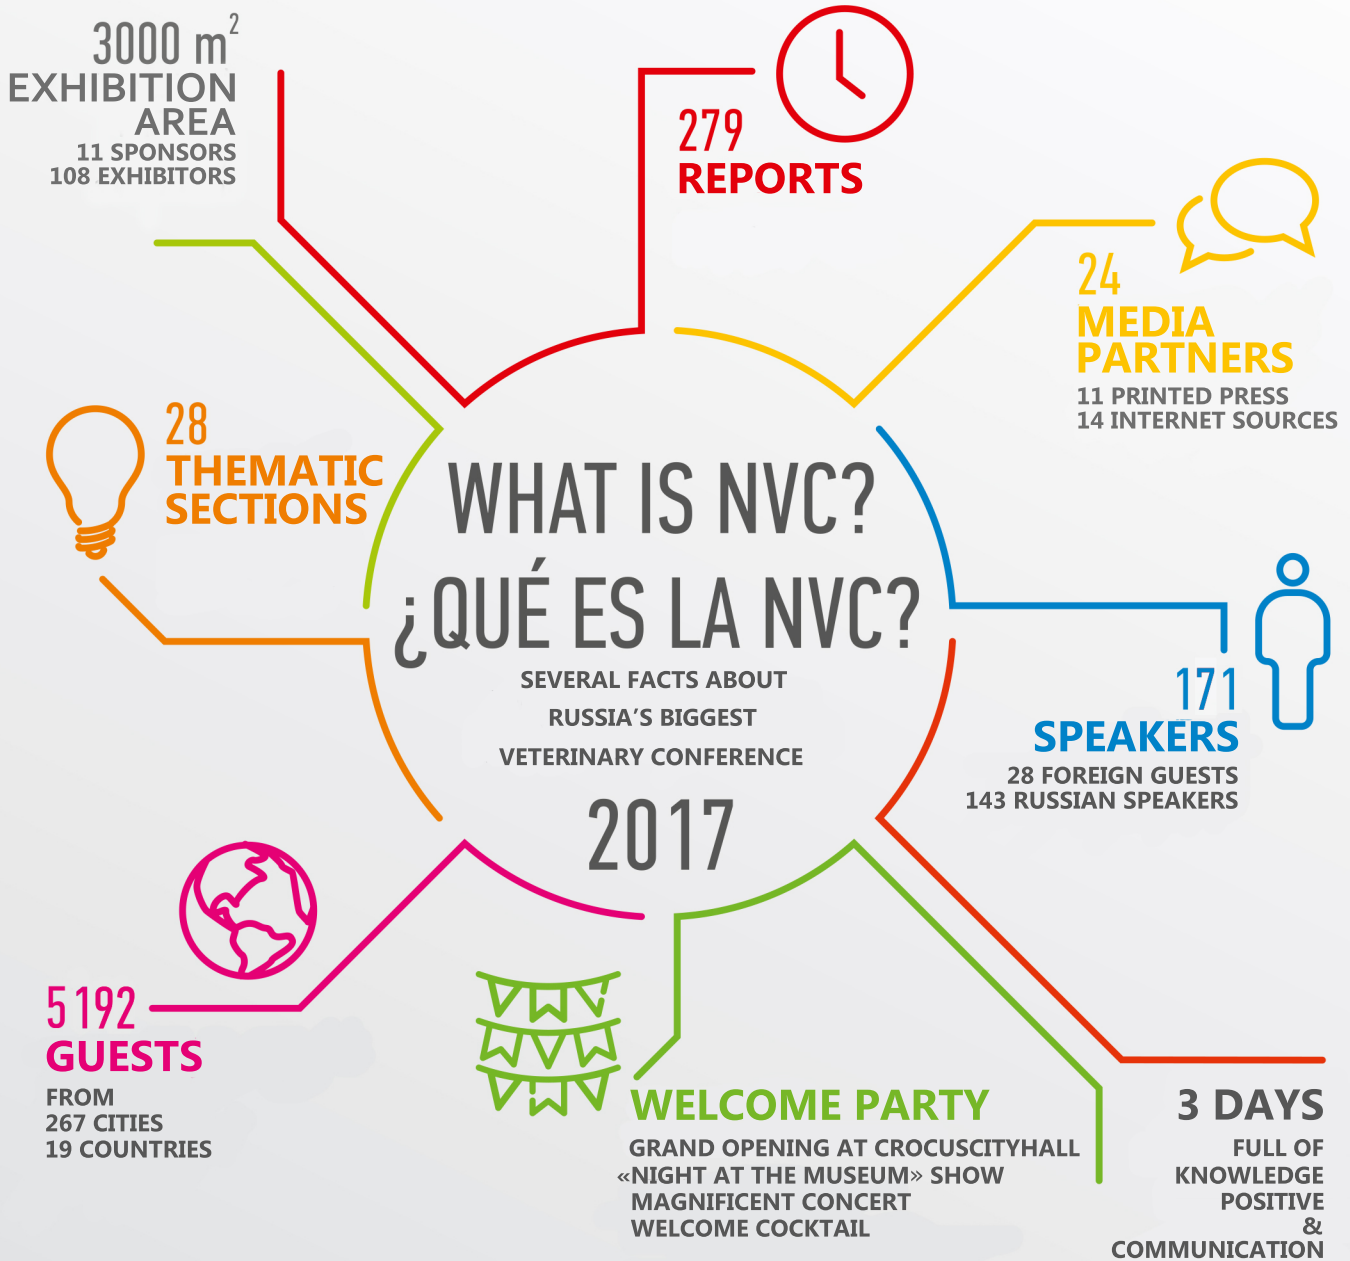 3000 m²
EXHIBITION
AREA
11 SPONSORS
108 EXHIBITORS
279
REPORTS
24
MEDIA
PARTNERS
11 PRINTED PRESS
14 INTERNET SOURCES
28
THEMATIC
SECTIONS
WHAT IS NVC?
¿QUÉ ES LA NVC?
SEVERAL FACTS ABOUT
RUSSIA'S BIGGEST
VETERINARY CONFERENCE
2017
171
SPEAKERS
28 FOREIGN GUESTS
143 RUSSIAN SPEAKERS
5192
GUESTS
FROM
267 CITIES
19 COUNTRIES
WELCOME PARTY
GRAND OPENING AT CROCUSCITYHALL
«NIGHT AT THE MUSEUM» SHOW
MAGNIFICENT CONCERT
WELCOME COCKTAIL
3 DAYS
FULL OF
KNOWLEDGE
POSITIVE
&
COMMUNICATION